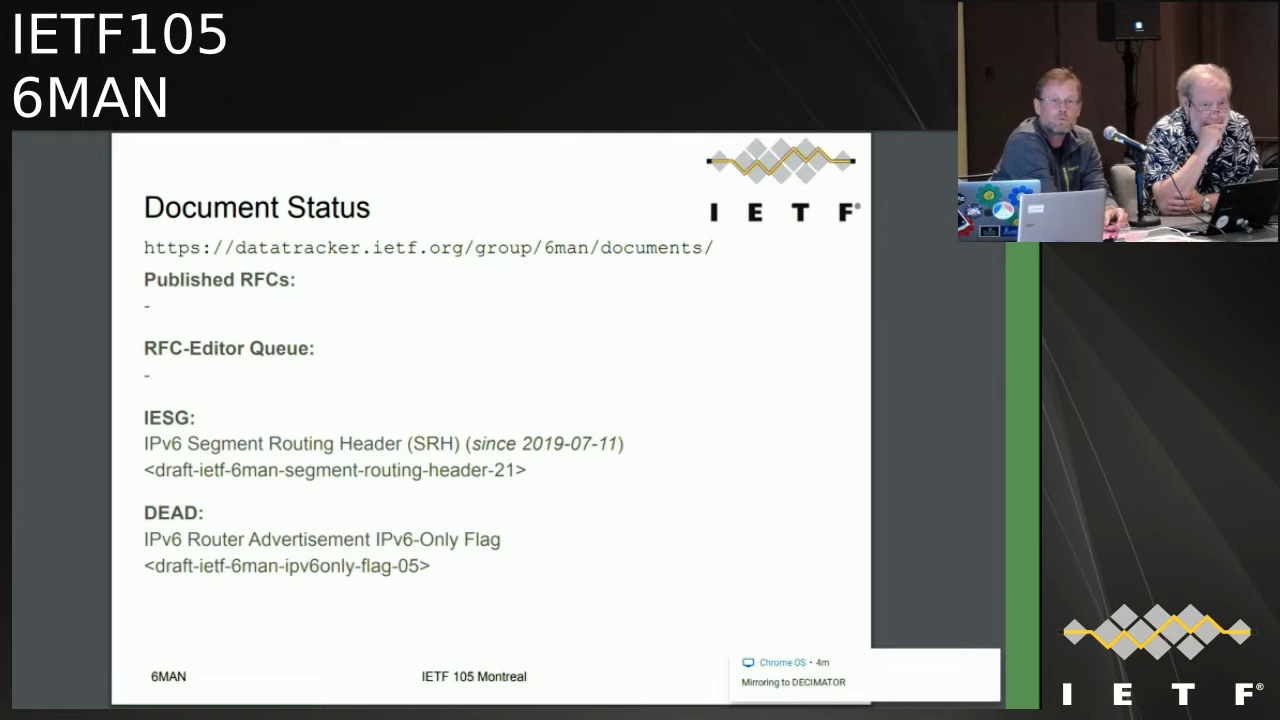 IETF105
6MAN
I E T F®
Document Status
https://datatracker.ietf.org/group/6man/documents/
Published RFCs:
-
RFC-Editor Queue:
-
IESG:
IPv6 Segment Routing Header (SRH) (since 2019-07-11)
<draft-ietf-6man-segment-routing-header-21>
DEAD:
IPv6 Router Advertisement IPv6-Only Flag
<draft-ietf-6man-ipv6only-flag-05>
6MAN
IETF 105 Montreal
Chrome OS • 4m
Mirroring to DECIMATOR
I E T F®